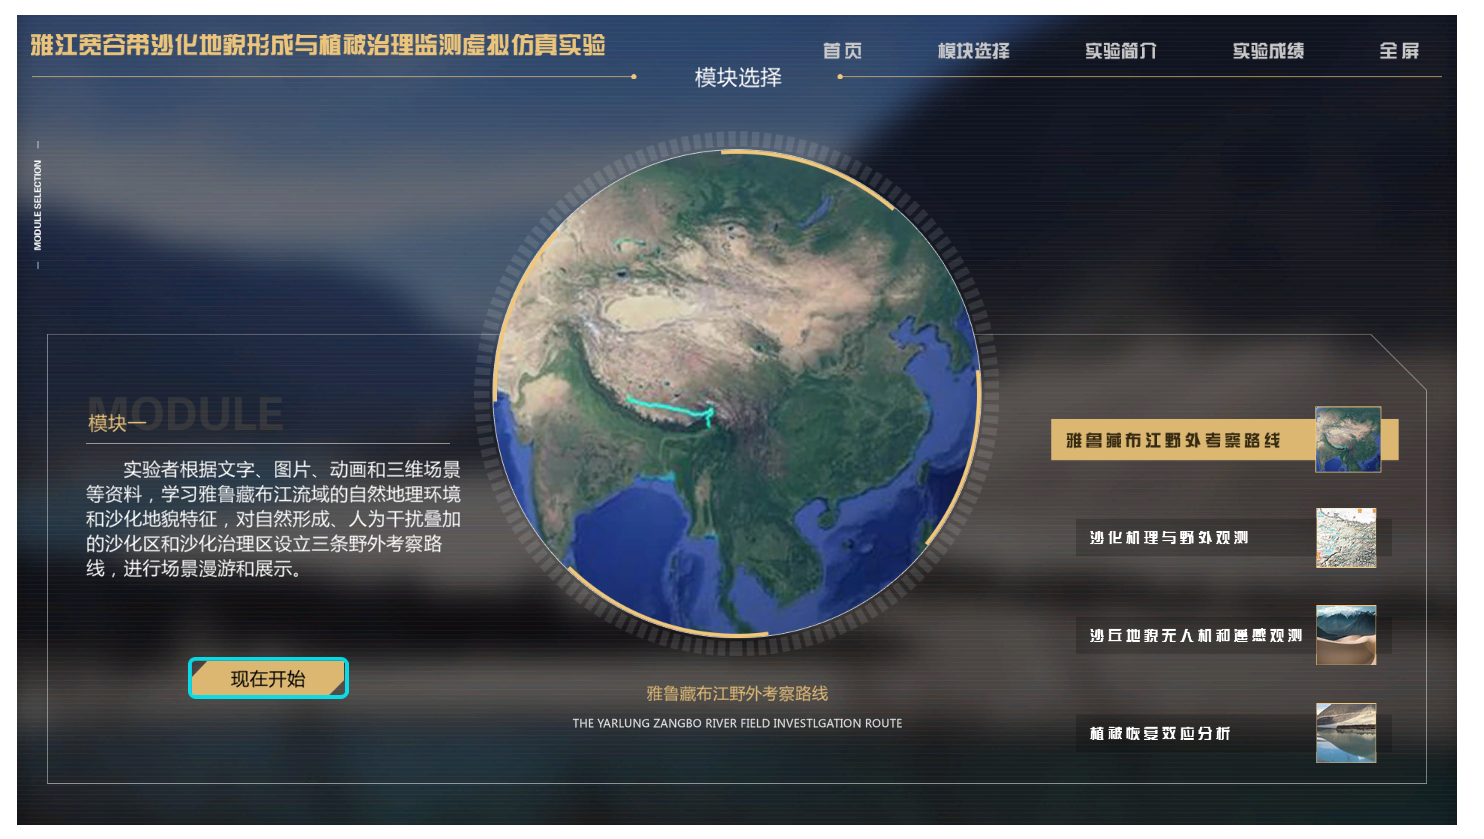 雅江宽谷带沙化地貌形成与植被治理监测虚拟仿真实验
首页 模块选择 实验简介 实验成绩 全屏
模块选择
MODULE SELECTION
MODULE
模块一
实验者根据文字、图片、动画和三维场景
等资料，学习雅鲁藏布江流域的自然地理环境
和沙化地貌特征，对自然形成、人为干扰叠加
的沙化区和沙化治理区设立三条野外考察路
线，进行场景漫游和展示。
现在开始
雅鲁藏布江野外考察路线
THE YARLUNG ZANGBO RIVER FIELD INVESTLGATION ROUTE
雅鲁藏布江野外考察路线
沙化机理与野外观测
沙丘地貌无人机和遥感观测
植被恢复效应分析